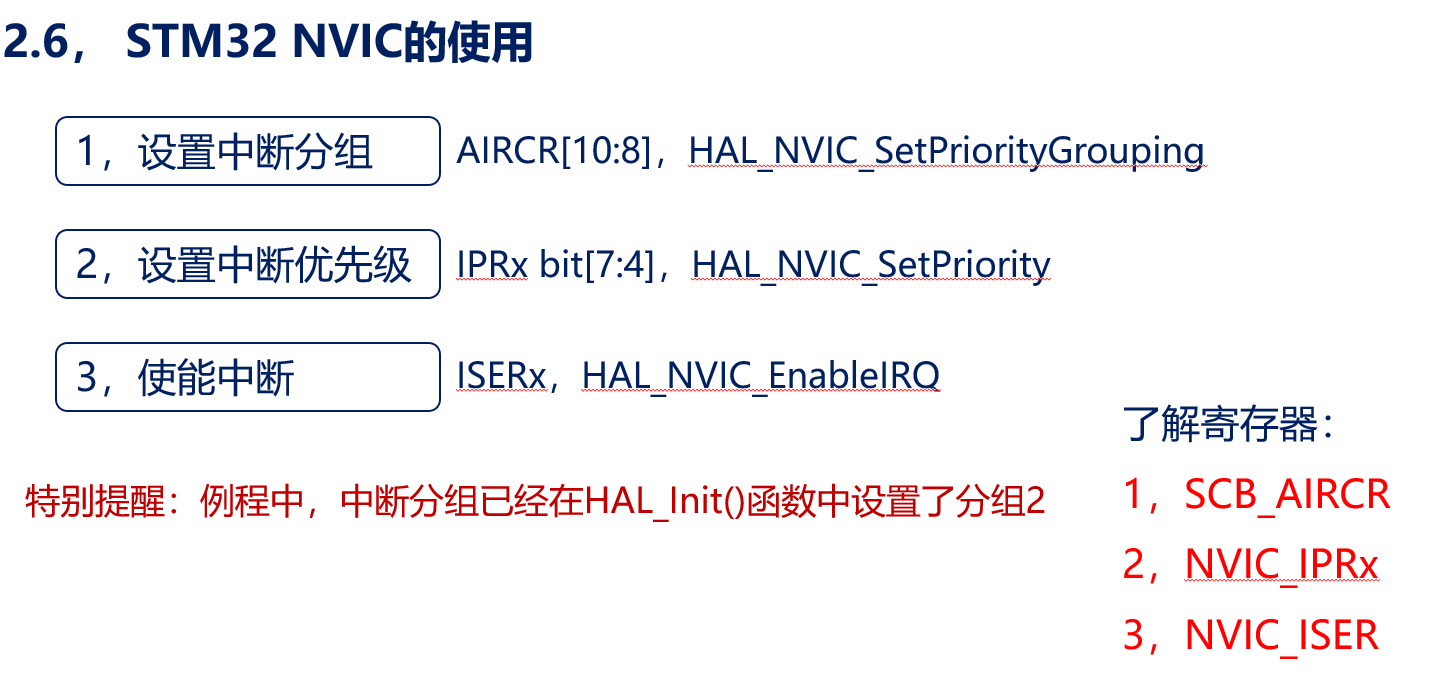 2.6， STM32 NVIC的使用
1，设置中断分组 AIRCR[10:8]，HAL_NVIC_SetPriorityGrouping
2，设置中断优先级 IPRx bit[7:4]，HAL_NVIC_SetPriority
3，使能中断 ISERx，HAL_NVIC_EnableIRQ
特别提醒：例程中，中断分组已经在HAL_Init()函数中设置了分组2
了解寄存器：
1，SCB_AIRCR
2，NVIC_IPRx
3，NVIC_ISER